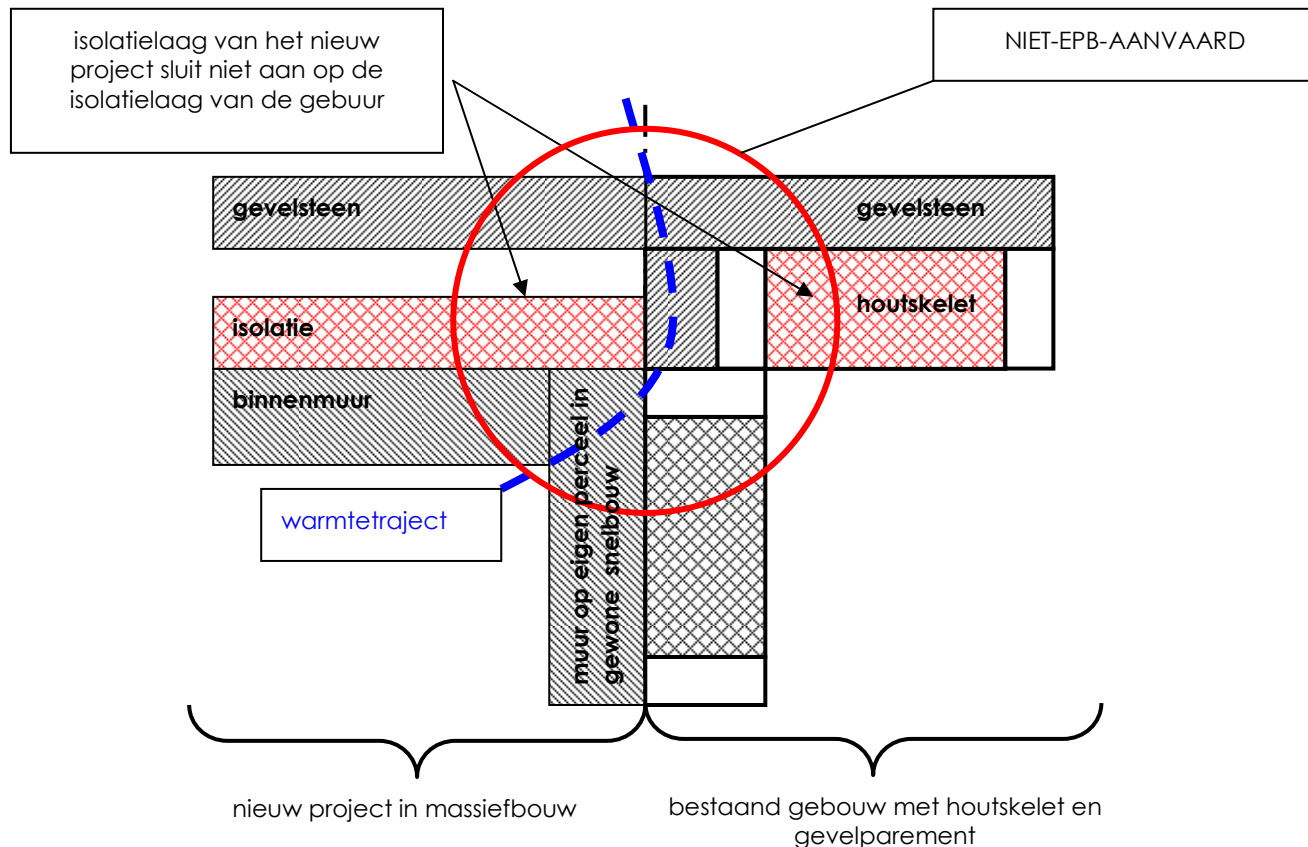 isolatielaag van het nieuw
project sluit niet aan op de
isolatielaag van de gebuur
NIET-EPB-AANVAARD
gevelsteen
gevelsteen
isolatie
houtskelet
binnenmuur
muur op eigen perceel in
gewone snelbouw
warmtetraject
nieuw project in massiefbouw
bestaand gebouw met houtskelet en
gevelparement